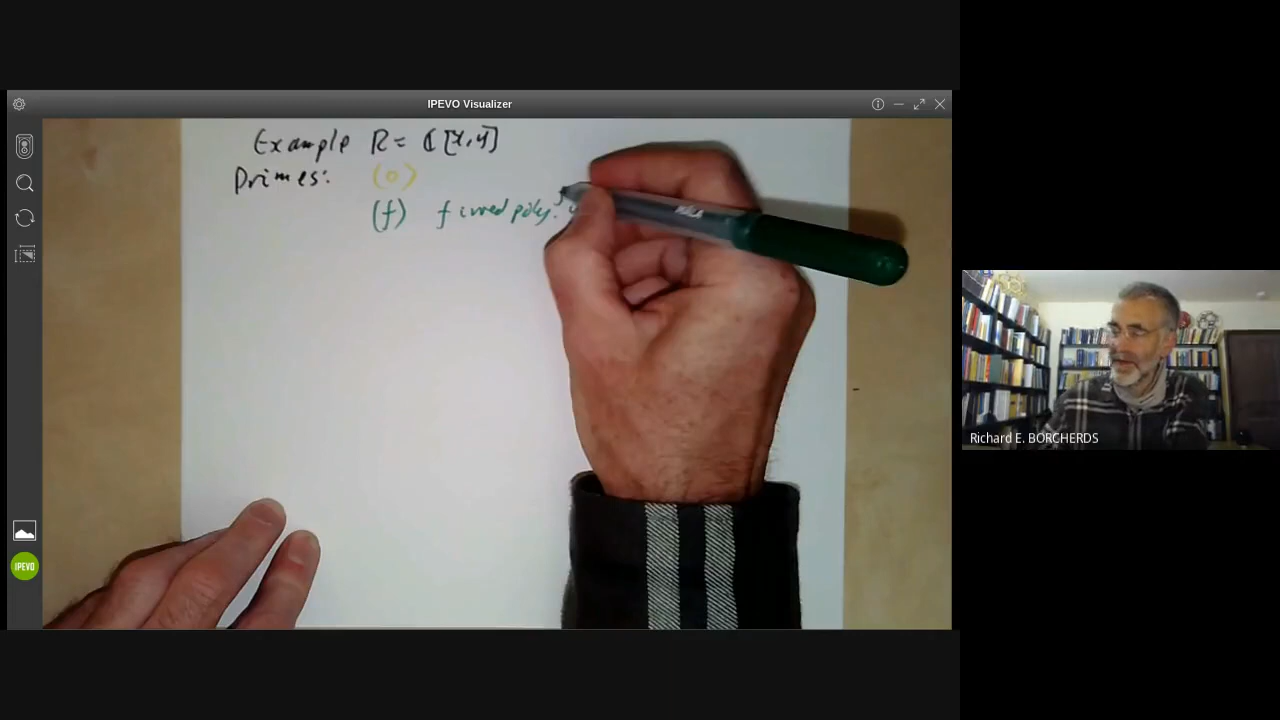 IPEVO Visualizer
Example R = ℂ[x,y]
Primes: (0)
(f) f irred poly.
IPEVO
Richard E. BORCHERDS